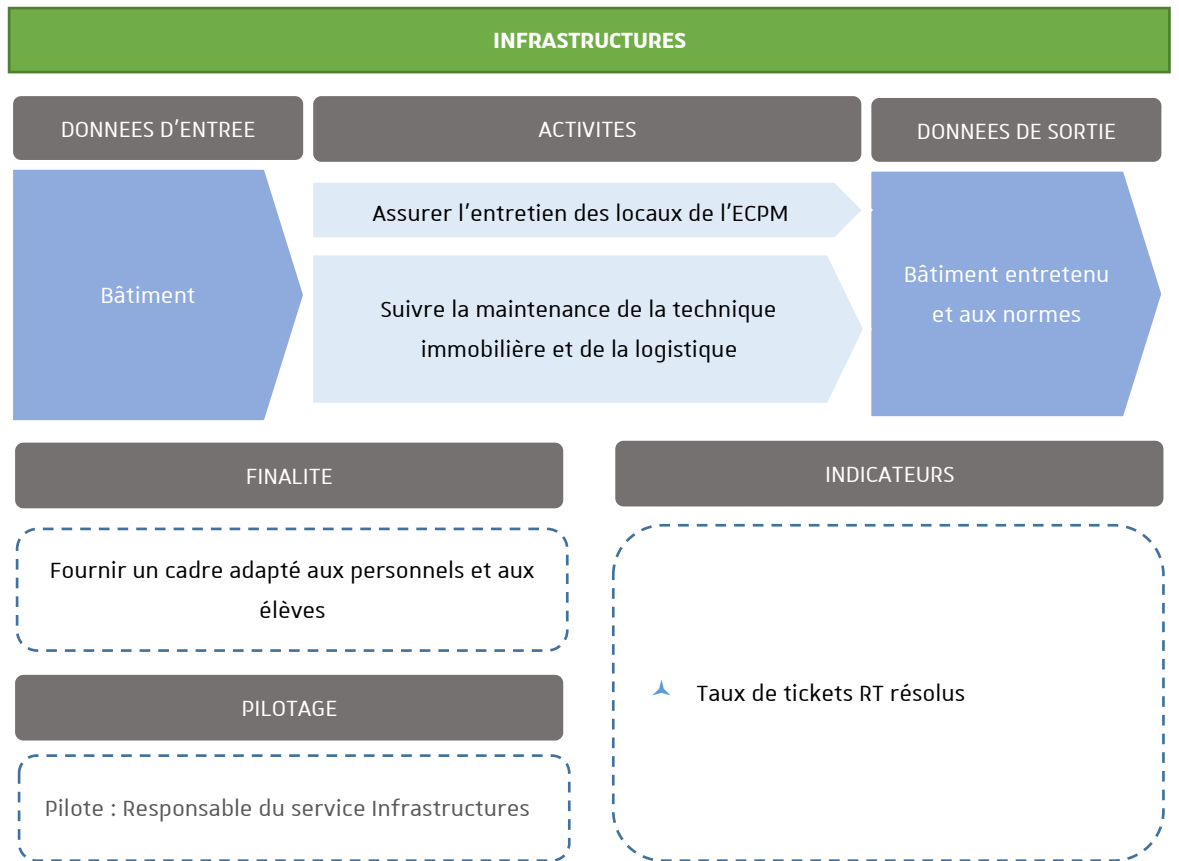 INFRASTRUCTURES
DONNEES D'ENTREE
ACTIVITES
DONNEES DE SORTIE
Bâtiment
Assurer l'entretien des locaux de l'ECPM
Suivre la maintenance de la technique
immobilière et de la logistique
Bâtiment entretenu
et aux normes
FINALITE
Fournir un cadre adapté aux personnels et aux
élèves
INDICATEURS
Taux de tickets RT résolus
PILOTAGE
Pilote : Responsable du service Infrastructures